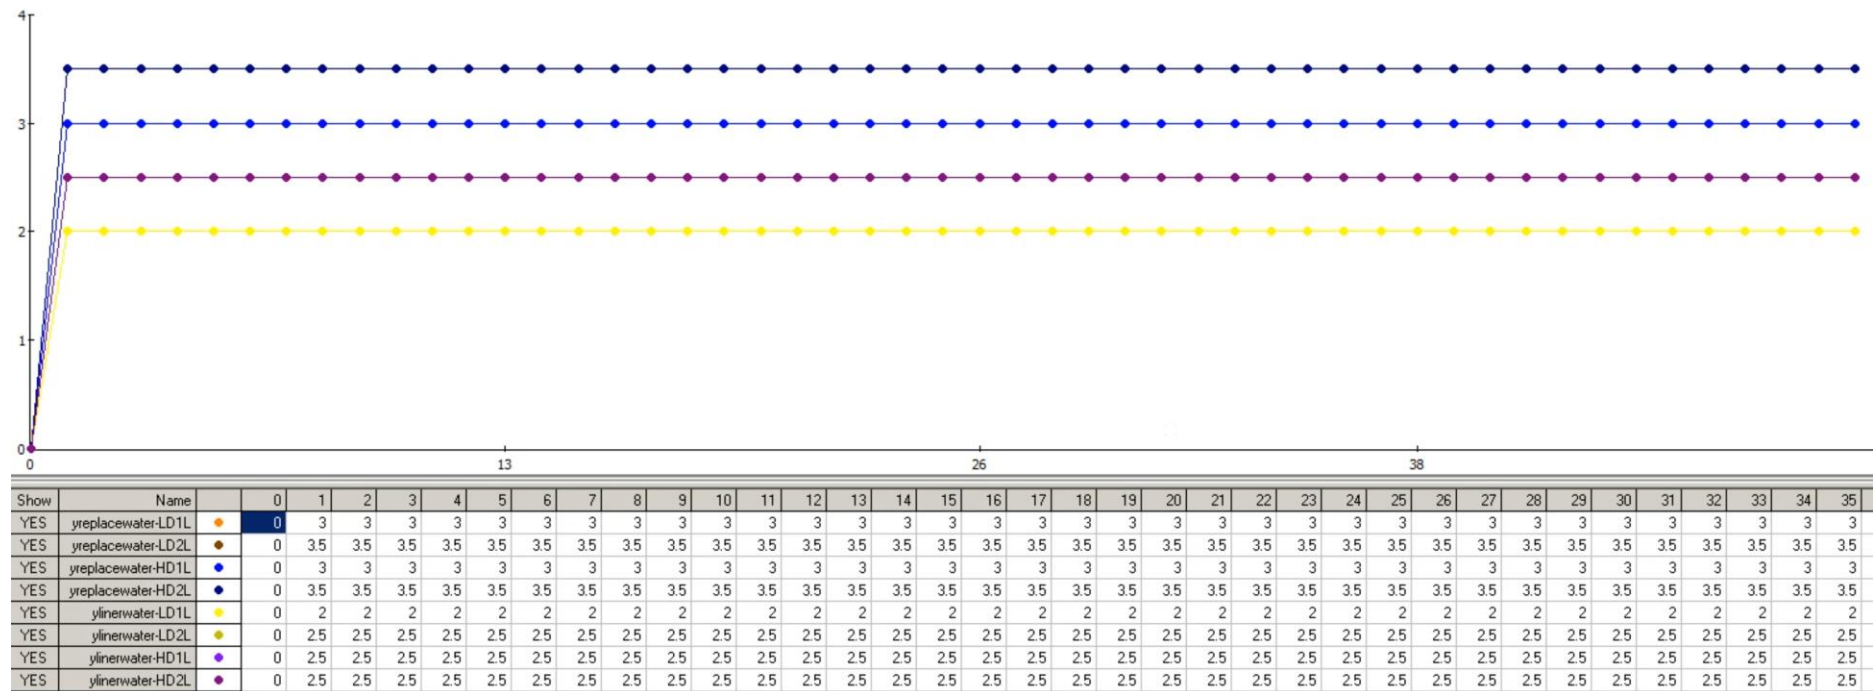 4
3
2
1
0
0 13 26 38
Show Name 0 1 2 3 4 5 6 7 8 9 10 11 12 13 14 15 16 17 18 19 20 21 22 23 24 25 26 27 28 29 30 31 32 33 34 35
YES yreplacewater-LD1L 0 3 3 3 3 3 3 3 3 3 3 3 3 3 3 3 3 3 3 3 3 3 3 3 3 3 3 3 3 3 3 3 3 3 3 3
YES yreplacewater-LD2L 0 3.5 3.5 3.5 3.5 3.5 3.5 3.5 3.5 3.5 3.5 3.5 3.5 3.5 3.5 3.5 3.5 3.5 3.5 3.5 3.5 3.5 3.5 3.5 3.5 3.5 3.5 3.5 3.5 3.5 3.5 3.5 3.5 3.5 3.5 3.5
YES yreplacewater-HD1L 0 3 3 3 3 3 3 3 3 3 3 3 3 3 3 3 3 3 3 3 3 3 3 3 3 3 3 3 3 3 3 3 3 3 3 3
YES yreplacewater-HD2L 0 3.5 3.5 3.5 3.5 3.5 3.5 3.5 3.5 3.5 3.5 3.5 3.5 3.5 3.5 3.5 3.5 3.5 3.5 3.5 3.5 3.5 3.5 3.5 3.5 3.5 3.5 3.5 3.5 3.5 3.5 3.5 3.5 3.5 3.5 3.5
YES ylinerwater-LD1L 0 2 2 2 2 2 2 2 2 2 2 2 2 2 2 2 2 2 2 2 2 2 2 2 2 2 2 2 2 2 2 2 2 2 2 2
YES ylinerwater-LD2L 0 2.5 2.5 2.5 2.5 2.5 2.5 2.5 2.5 2.5 2.5 2.5 2.5 2.5 2.5 2.5 2.5 2.5 2.5 2.5 2.5 2.5 2.5 2.5 2.5 2.5 2.5 2.5 2.5 2.5 2.5 2.5 2.5 2.5 2.5 2.5
YES ylinerwater-HD1L 0 2.5 2.5 2.5 2.5 2.5 2.5 2.5 2.5 2.5 2.5 2.5 2.5 2.5 2.5 2.5 2.5 2.5 2.5 2.5 2.5 2.5 2.5 2.5 2.5 2.5 2.5 2.5 2.5 2.5 2.5 2.5 2.5 2.5 2.5 2.5
YES ylinerwater-HD2L 0 2.5 2.5 2.5 2.5 2.5 2.5 2.5 2.5 2.5 2.5 2.5 2.5 2.5 2.5 2.5 2.5 2.5 2.5 2.5 2.5 2.5 2.5 2.5 2.5 2.5 2.5 2.5 2.5 2.5 2.5 2.5 2.5 2.5 2.5 2.5